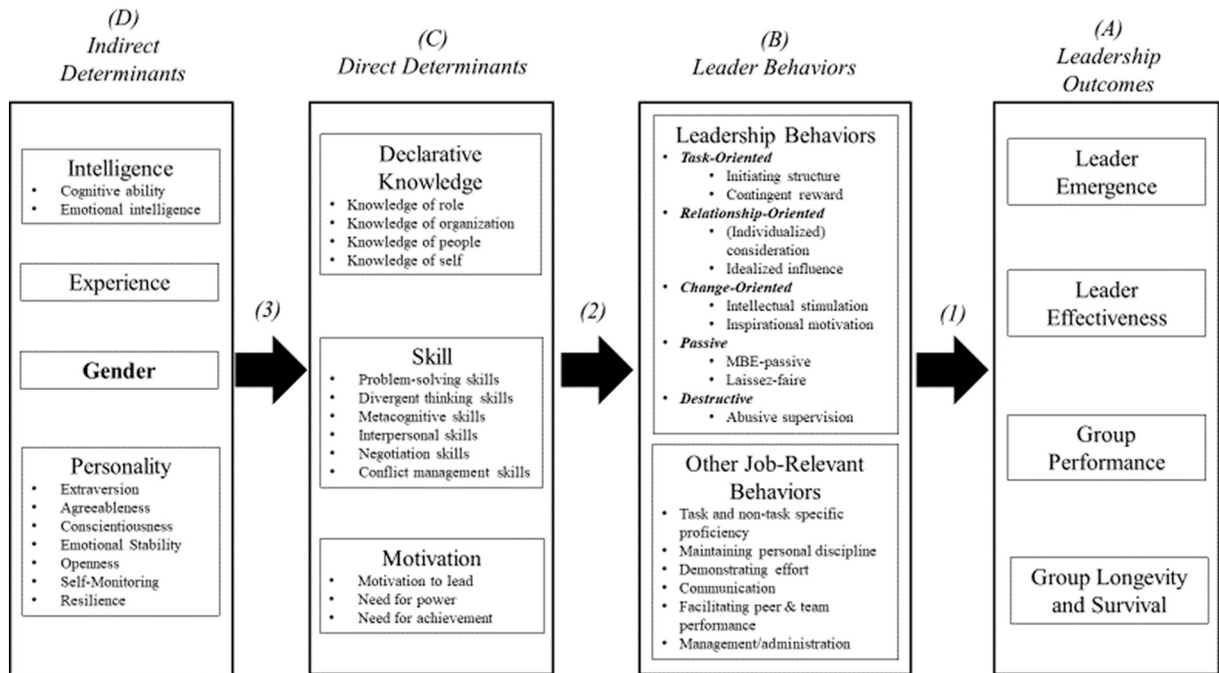 (D)
Indirect
Determinants
Intelligence
• Cognitive ability
• Emotional intelligence
Experience
Gender
Personality
• Extraversion
• Agreeableness
• Conscientiousness
• Emotional Stability
• Openness
• Self-Monitoring
• Resilience
(3)
(C)
Direct Determinants
Declarative
Knowledge
• Knowledge of role
• Knowledge of organization
• Knowledge of people
• Knowledge of self
Skill
• Problem-solving skills
• Divergent thinking skills
• Metacognitive skills
• Interpersonal skills
• Negotiation skills
• Conflict management skills
Motivation
• Motivation to lead
• Need for power
• Need for achievement
(2)
(B)
Leader Behaviors
Leadership Behaviors
• Task-Oriented
• Initiating structure
• Contingent reward
• Relationship-Oriented
• (Individualized)
consideration
• Idealized influence
• Change-Oriented
• Intellectual stimulation
• Inspirational motivation
• Passive
• MBE-passive
• Laissez-faire
• Destructive
• Abusive supervision
Other Job-Relevant
Behaviors
• Task and non-task specific
proficiency
• Maintaining personal discipline
• Demonstrating effort
• Communication
• Facilitating peer & team
performance
• Management/administration
(1)
(A)
Leadership
Outcomes
Leader
Emergence
Leader
Effectiveness
Group
Performance
Group Longevity
and Survival